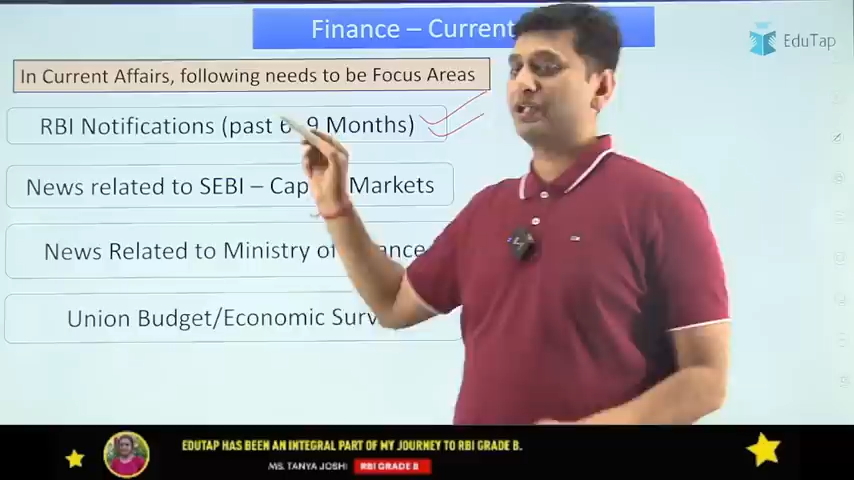 Finance – Current
EduTap
In Current Affairs, following needs to be Focus Areas
RBI Notifications (past 6 9 Months)
News related to SEBI – Cap Markets
News Related to Ministry of
Union Budget/Economic Surv
EDUTAP HAS BEEN AN INTEGRAL PART OF MY JOURNEY TO RBI GRADE B.
MS. TANYA JOSHI RBI GRADE B